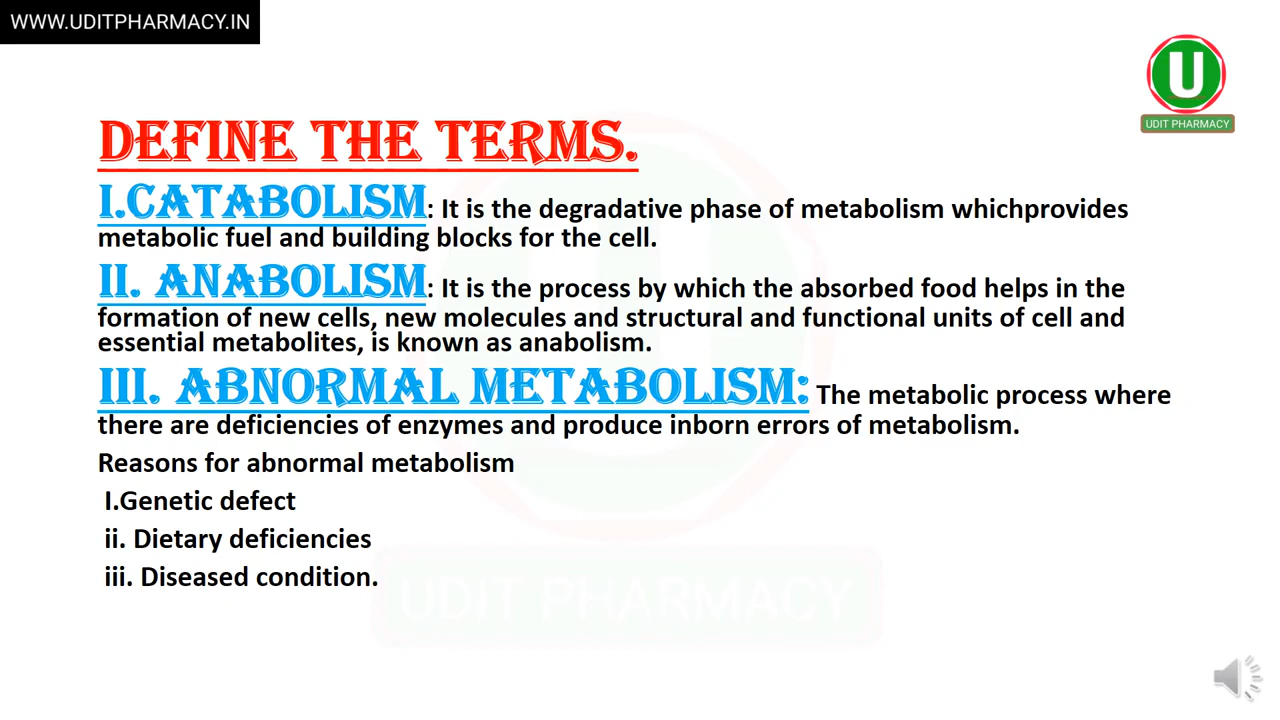 WWW.UDITPHARMACY.IN
U
UDIT PHARMACY
DEFINE THE TERMS.
I.CATABOLISM: It is the degradative phase of metabolism whichprovides
metabolic fuel and building blocks for the cell.
II. ANABOLISM: It is the process by which the absorbed food helps in the
formation of new cells, new molecules and structural and functional units of cell and
essential metabolites, is known as anabolism.
III. ABNORMAL METABOLISM: The metabolic process where
there are deficiencies of enzymes and produce inborn errors of metabolism.
Reasons for abnormal metabolism
I.Genetic defect
ii. Dietary deficiencies
iii. Diseased condition.
UDIT PHARMACY